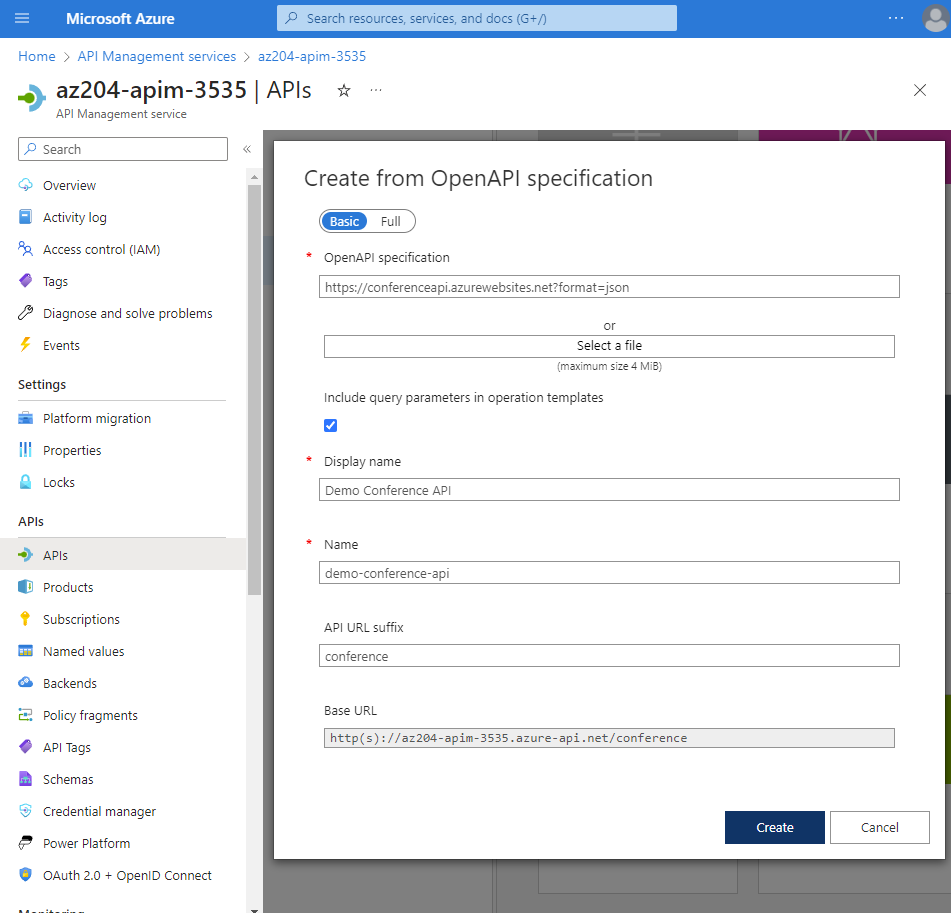 Microsoft Azure
Search resources, services, and docs (G+/)
Home > API Management services > az204-apim-3535
az204-apim-3535 | APIs
API Management service
Search
Overview
Activity log
Access control (IAM)
Tags
Diagnose and solve problems
Events
Settings
Platform migration
Properties
Locks
APIs
APIs
Products
Subscriptions
Named values
Backends
Policy fragments
API Tags
Schemas
Credential manager
Power Platform
OAuth 2.0 + OpenID Connect
Monitoring
Create from OpenAPI specification
Basic Full
* OpenAPI specification
https://conferenceapi.azurewebsites.net?format=json
or
Select a file
(maximum size 4 MiB)
Include query parameters in operation templates
* Display name
Demo Conference API
* Name
demo-conference-api
API URL suffix
conference
Base URL
http(s)://az204-apim-3535.azure-api.net/conference
Create Cancel